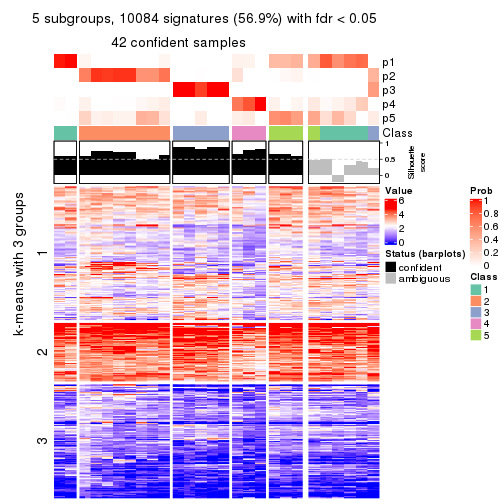 5 subgroups, 10084 signatures (56.9%) with fdr < 0.05
42 confident samples
p1
p2
p3
p4
p5
Class
1
0.5
0
Silhouette
score
k-means with 3 groups
1
2
3
Value
6
4
2
0
Status (barplots)
confident
ambiguous
Prob
1
0.8
0.6
0.4
0.2
0
Class
1
2
3
4
5